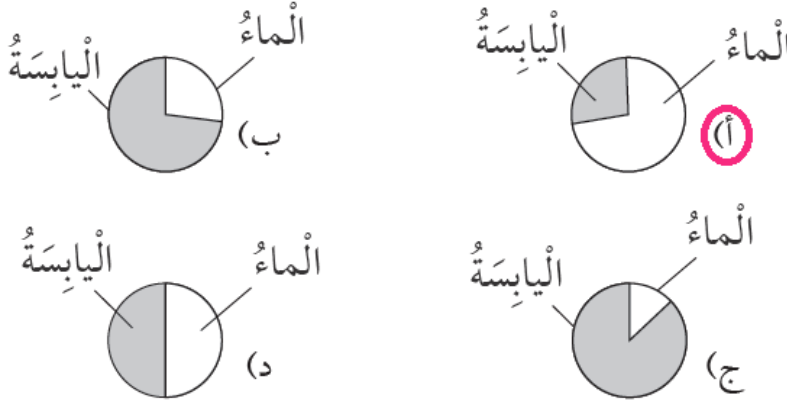 الْماءُ
الْيابِسَةُ
أ)
الْماءُ
الْيابِسَةُ
ب)
الْماءُ
الْيابِسَةُ
ج)
الْماءُ
الْيابِسَةُ
د)